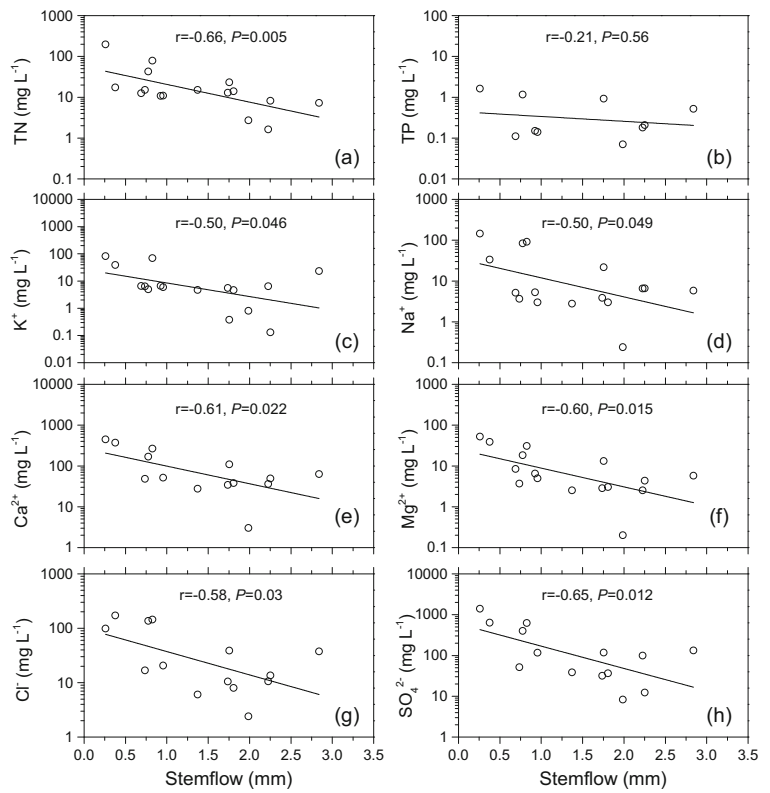 1000
100
10
1
0.1
TN (mg L⁻¹)
r=-0.66, P=0.005
(a)
100
10
1
0.1
0.01
TP (mg L⁻¹)
r=-0.21, P=0.56
(b)
10000
1000
100
10
1
0.1
0.01
K⁺ (mg L⁻¹)
r=-0.50, P=0.046
(c)
1000
100
10
1
0.1
Na⁺ (mg L⁻¹)
r=-0.50, P=0.049
(d)
10000
1000
100
10
1
Ca²⁺ (mg L⁻¹)
r=-0.61, P=0.022
(e)
1000
100
10
1
0.1
Mg²⁺ (mg L⁻¹)
r=-0.60, P=0.015
(f)
1000
100
10
1
Cl⁻ (mg L⁻¹)
r=-0.58, P=0.03
(g)
0.0 0.5 1.0 1.5 2.0 2.5 3.0 3.5
Stemflow (mm)
10000
1000
100
10
1
SO₄²⁻ (mg L⁻¹)
r=-0.65, P=0.012
(h)
0.0 0.5 1.0 1.5 2.0 2.5 3.0 3.5
Stemflow (mm)